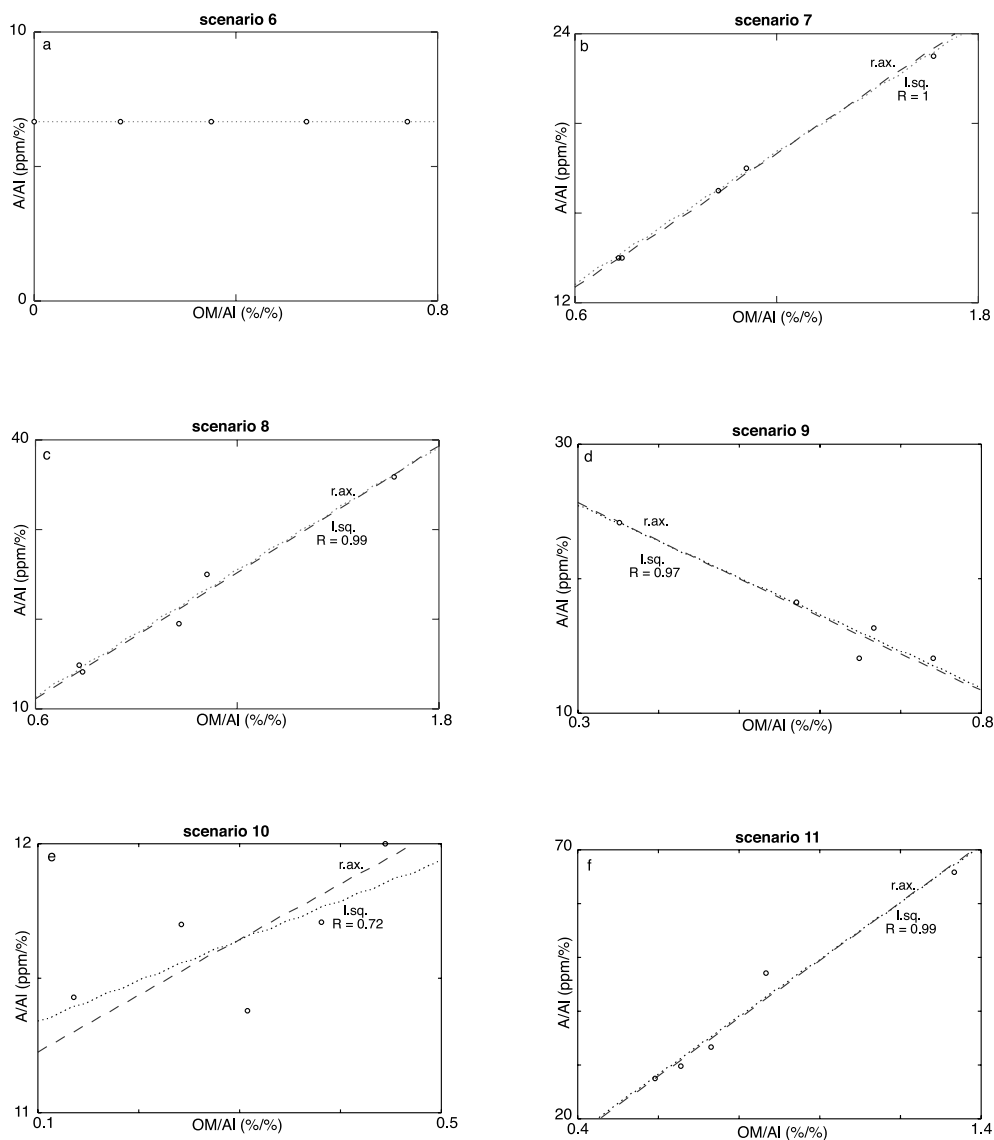 scenario 6
10
a
A/Al (ppm/%)
0
0
OM/Al (%/%)
0.8
scenario 7
24
b
r.ax.
l.sq.
R = 1
A/Al (ppm/%)
12
0.6
OM/Al (%/%)
1.8
scenario 8
40
c
r.ax.
l.sq.
R = 0.99
A/Al (ppm/%)
10
0.6
OM/Al (%/%)
1.8
scenario 9
30
d
r.ax.
l.sq.
R = 0.97
A/Al (ppm/%)
10
0.3
OM/Al (%/%)
0.8
scenario 10
12
e
r.ax.
l.sq.
R = 0.72
A/Al (ppm/%)
11
0.1
OM/Al (%/%)
0.5
scenario 11
70
f
r.ax.
l.sq.
R = 0.99
A/Al (ppm/%)
20
0.4
OM/Al (%/%)
1.4